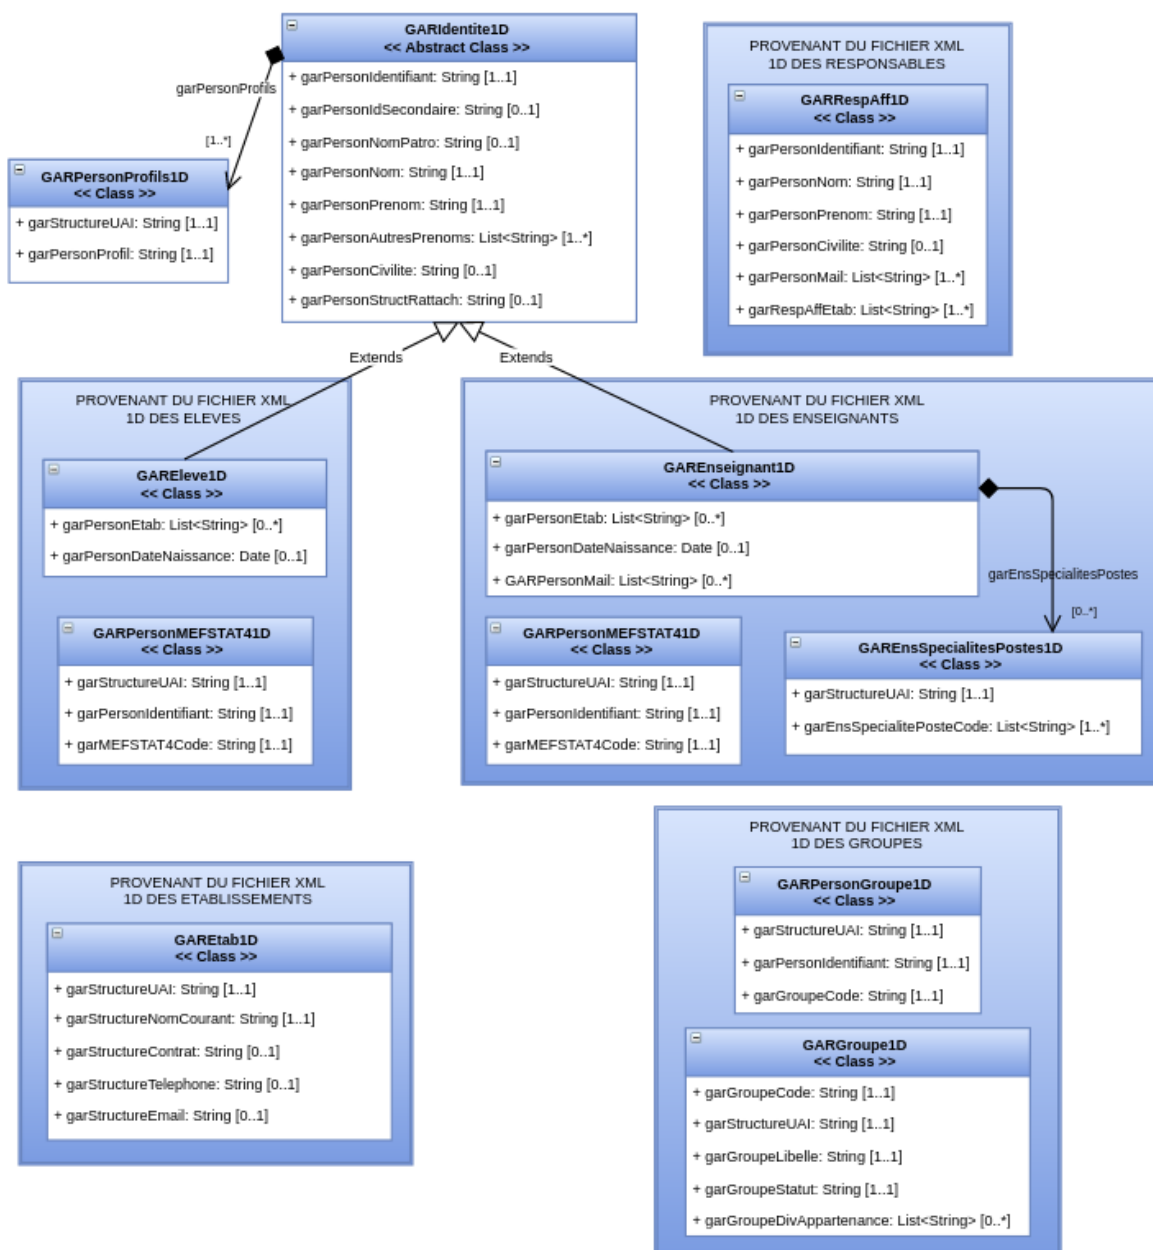 GARIdentite1D
<< Abstract Class >>
+ garPersonIdentifiant: String [1..1]
+ garPersonIdSecondaire: String [0..1]
+ garPersonNomPatro: String [0..1]
+ garPersonNom: String [1..1]
+ garPersonPrenom: String [1..1]
+ garPersonAutresPrenoms: List<String> [1..*]
+ garPersonCivilite: String [0..1]
+ garPersonStructRattach: String [0..1]
garPersonProfils
[1..*]
GARPersonProfils1D
<< Class >>
+ garStructureUAI: String [1..1]
+ garPersonProfil: String [1..1]
PROVENANT DU FICHIER XML
1D DES RESPONSABLES
GARRespAff1D
<< Class >>
+ garPersonIdentifiant: String [1..1]
+ garPersonNom: String [1..1]
+ garPersonPrenom: String [1..1]
+ garPersonCivilite: String [0..1]
+ garPersonMail: List<String> [1..*]
+ garRespAffEtab: List<String> [1..*]
Extends
Extends
PROVENANT DU FICHIER XML
1D DES ELEVES
GAREleve1D
<< Class >>
+ garPersonEtab: List<String> [0..*]
+ garPersonDateNaissance: Date [0..1]
GARPersonMEFSTAT41D
<< Class >>
+ garStructureUAI: String [1..1]
+ garPersonIdentifiant: String [1..1]
+ garMEFSTAT4Code: String [1..1]
PROVENANT DU FICHIER XML
1D DES ENSEIGNANTS
GAREnseignant1D
<< Class >>
+ garPersonEtab: List<String> [0..*]
+ garPersonDateNaissance: Date [0..1]
+ GARPersonMail: List<String> [0..*]
garEnsSpecialitesPostes
[0..*]
GARPersonMEFSTAT41D
<< Class >>
+ garStructureUAI: String [1..1]
+ garPersonIdentifiant: String [1..1]
+ garMEFSTAT4Code: String [1..1]
GAREnsSpecialitesPostes1D
<< Class >>
+ garStructureUAI: String [1..1]
+ garEnsSpecialitePosteCode: List<String> [1..*]
PROVENANT DU FICHIER XML
1D DES ETABLISSEMENTS
GAREtab1D
<< Class >>
+ garStructureUAI: String [1..1]
+ garStructureNomCourant: String [1..1]
+ garStructureContrat: String [0..1]
+ garStructureTelephone: String [0..1]
+ garStructureEmail: String [0..1]
PROVENANT DU FICHIER XML
1D DES GROUPES
GARPersonGroupe1D
<< Class >>
+ garStructureUAI: String [1..1]
+ garPersonIdentifiant: String [1..1]
+ garGroupeCode: String [1..1]
GARGroupe1D
<< Class >>
+ garGroupeCode: String [1..1]
+ garStructureUAI: String [1..1]
+ garGroupeLibelle: String [1..1]
+ garGroupeStatut: String [1..1]
+ garGroupeDivAppartenance: List<String> [0..*]